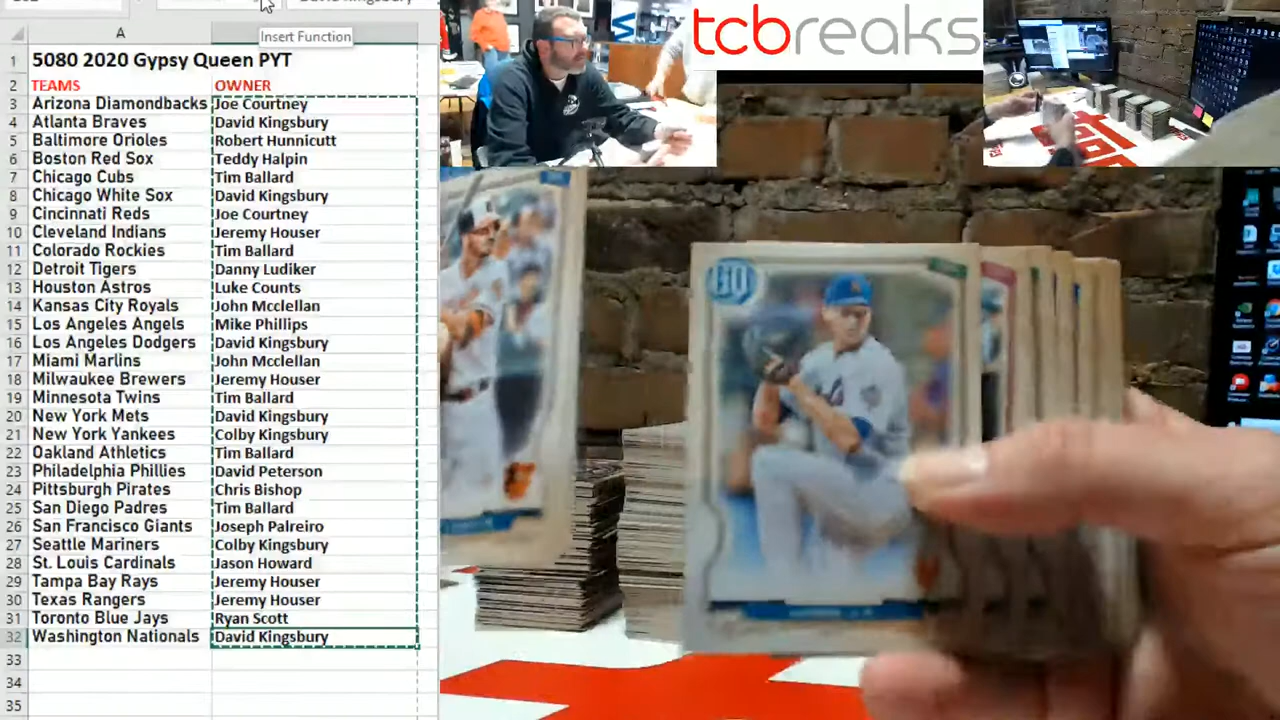 Insert Function
A
1 5080 2020 Gypsy Queen PYT
2 TEAMS OWNER
3 Arizona Diamondbacks Joe Courtney
4 Atlanta Braves David Kingsbury
5 Baltimore Orioles Robert Hunnicutt
6 Boston Red Sox Teddy Halpin
7 Chicago Cubs Tim Ballard
8 Chicago White Sox David Kingsbury
9 Cincinnati Reds Joe Courtney
10 Cleveland Indians Jeremy Houser
11 Colorado Rockies Tim Ballard
12 Detroit Tigers Danny Ludiker
13 Houston Astros Luke Counts
14 Kansas City Royals John Mcclellan
15 Los Angeles Angels Mike Phillips
16 Los Angeles Dodgers David Kingsbury
17 Miami Marlins John Mcclellan
18 Milwaukee Brewers Jeremy Houser
19 Minnesota Twins Tim Ballard
20 New York Mets David Kingsbury
21 New York Yankees Colby Kingsbury
22 Oakland Athletics Tim Ballard
23 Philadelphia Phillies David Peterson
24 Pittsburgh Pirates Chris Bishop
25 San Diego Padres Tim Ballard
26 San Francisco Giants Joseph Palreiro
27 Seattle Mariners Colby Kingsbury
28 St. Louis Cardinals Jason Howard
29 Tampa Bay Rays Jeremy Houser
30 Texas Rangers Jeremy Houser
31 Toronto Blue Jays Ryan Scott
32 Washington Nationals David Kingsbury
33
34
35
tcbreaks
GQ